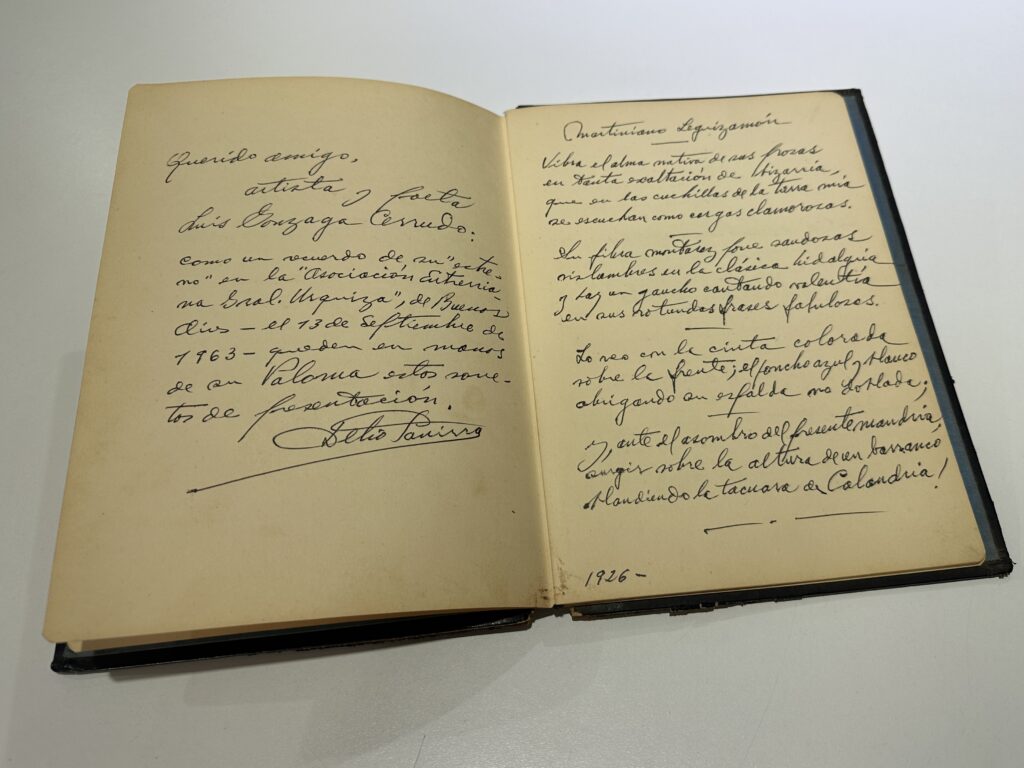 Querido amigo,
artista y poeta
Luis Gonzaga Cerrudo:
como un recuerdo de su "estre-
no" en la "Asociación Entrerria-
na Gral. Urquiza", de Buenos
Aires — el 13 de Septiembre de
1963 — queden en manos
de su Paloma estos sone-
tos de presentación.
Delio Panizza
Martiniano Leguizamón
Vibra el alma nativa de sus prosas
en tanta exaltación de bizarría,
que en las cuchillas de la tierra mía
se escuchan como cargas clamorosas.
Su fibra montaraz pone sandosas
vislumbres en la clásica hidalguía
y hay un gaucho cantando valentía
en sus rotundas frases fabulosas.
Lo veo con la cinta colorada
sobre la frente; el poncho azul y blanco
abrigando su espalda no doblada;
y, ante el asombro del presente mandria,
surgir sobre la altura de un barranco
blandiendo la tacuara de Calandria!
1926 —